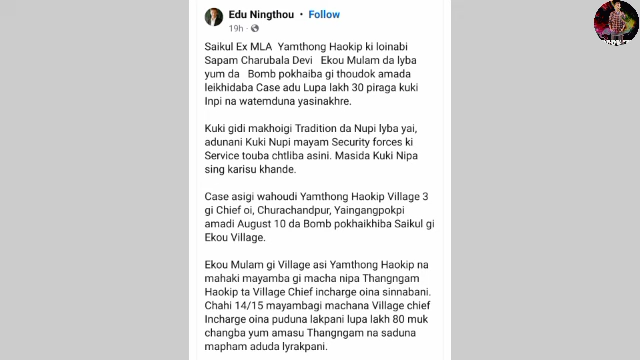 Edu Ningthou • Follow
19h ·
Saikul Ex MLA Yamthong Haokip ki loinabi
Sapam Charubala Devi Ekou Mulam da lyba
yum da Bomb pokhaiba gi thoudok amada
leikhidaba Case adu Lupa lakh 30 piraga kuki
Inpi na watemduna yasinakhre.
Kuki gidi makhoigi Tradition da Nupi lyba yai,
adunani Kuki Nupi mayam Security forces ki
Service touba chtliba asini. Masida Kuki Nipa
sing karisu khande.
Case asigi wahoudi Yamthong Haokip Village 3
gi Chief oi, Churachandpur, Yaingangpokpi
amadi August 10 da Bomb pokhaikhiba Saikul gi
Ekou Village.
Ekou Mulam gi Village asi Yamthong Haokip na
mahaki mayamba gi macha nipa Thangngam
Haokip ta Village Chief incharge oina sinnabani.
Chahi 14/15 mayambagi machana Village chief
Incharge oina puduna lakpani lupa lakh 80 muk
changba yum amasu Thangngam na saduna
mapham aduda lyrakpani.